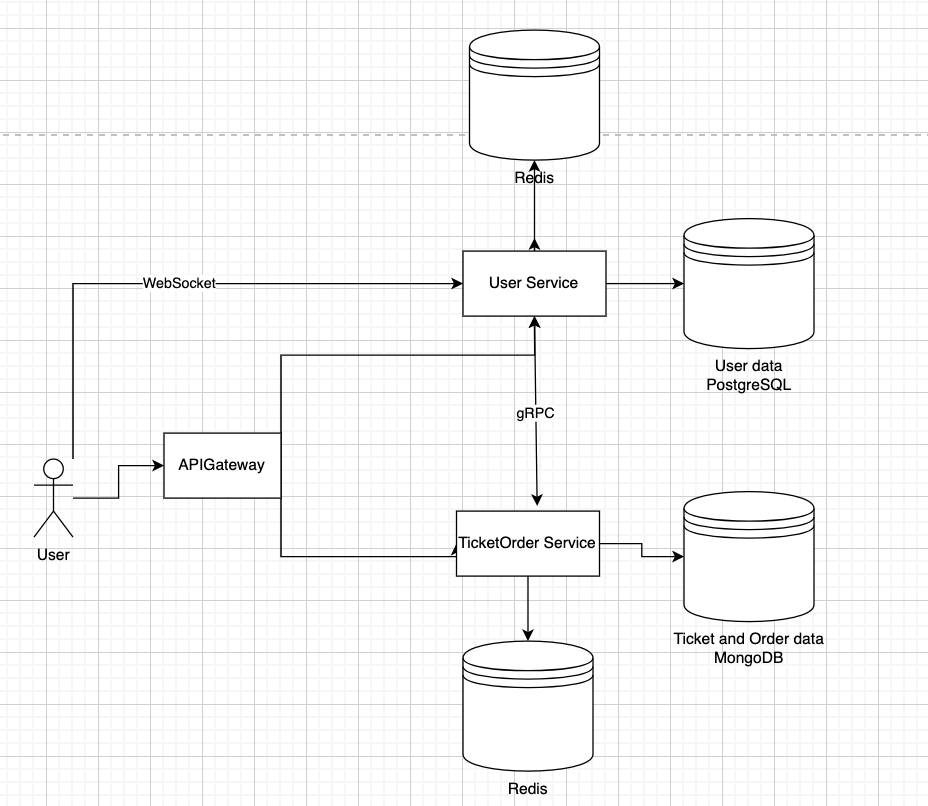 Redis
WebSocket
User Service
User data
PostgreSQL
gRPC
APIGateway
User
TicketOrder Service
Ticket and Order data
MongoDB
Redis